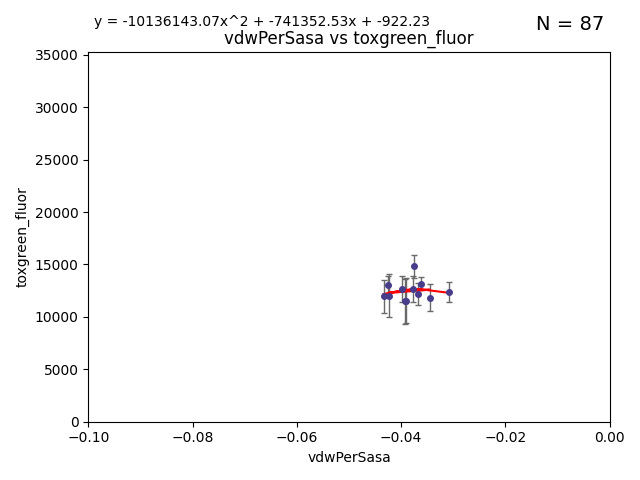 y = -10136143.07x^2 + -741352.53x + -922.23
N = 87
vdwPerSasa vs toxgreen_fluor
35000
30000
25000
20000
15000
10000
5000
0
toxgreen_fluor
−0.10
−0.08
−0.06
−0.04
−0.02
0.00
vdwPerSasa